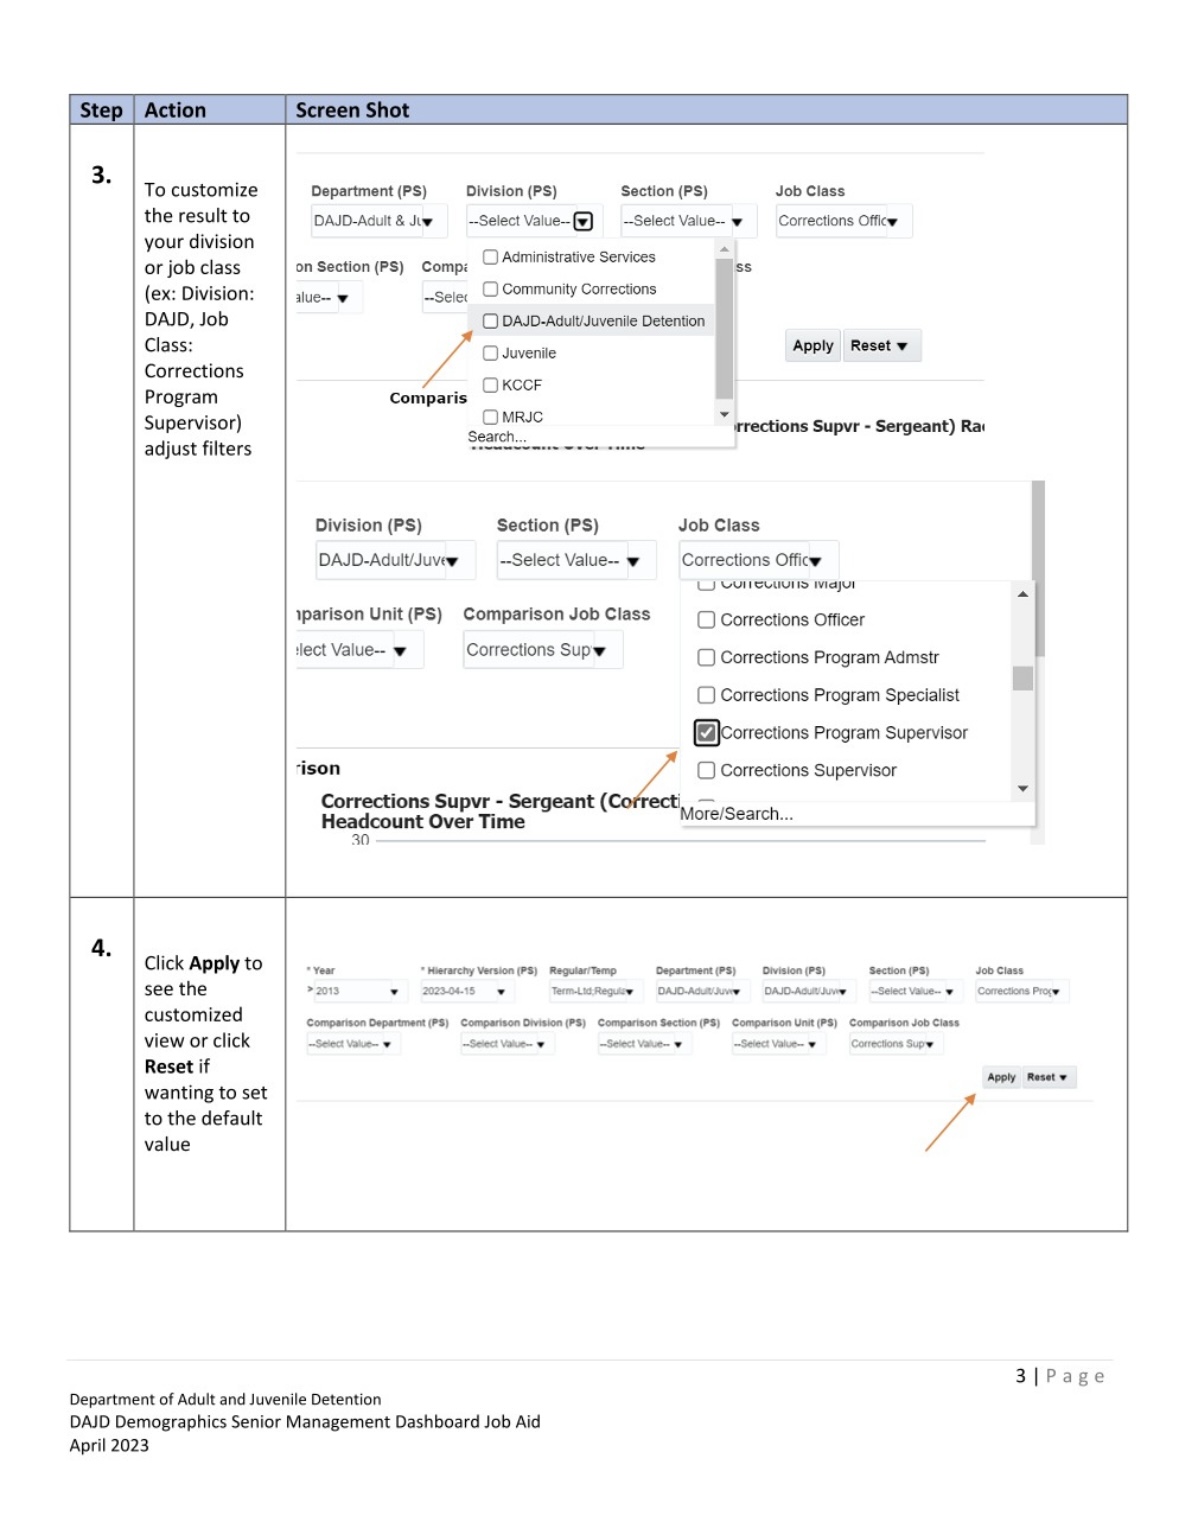 Step Action Screen Shot
3.
To customize
the result to
your division
or job class
(ex: Division:
DAJD, Job
Class:
Corrections
Program
Supervisor)
adjust filters
Department (PS) Division (PS) Section (PS) Job Class
DAJD-Adult & Ju --Select Value-- --Select Value-- Corrections Offic
Administrative Services
on Section (PS) Compa ss
Community Corrections
alue-- --Selec
DAJD-Adult/Juvenile Detention
Apply Reset
Juvenile
KCCF
Comparis
MRJC
rrections Supvr - Sergeant) Ra
Search...
Headcount Over Time
Division (PS) Section (PS) Job Class
DAJD-Adult/Juve --Select Value-- Corrections Offic
Corrections Major
nparison Unit (PS) Comparison Job Class
Corrections Officer
elect Value-- Corrections Sup
Corrections Program Admstr
Corrections Program Specialist
Corrections Program Supervisor
rison
Corrections Supervisor
Corrections Supvr - Sergeant (Correcti
Headcount Over Time
More/Search...
30
4.
Click Apply to
see the
customized
view or click
Reset if
wanting to set
to the default
value
* Year * Hierarchy Version (PS) Regular/Temp Department (PS) Division (PS) Section (PS) Job Class
> 2013 2023-04-15 Term-Ltd;Regula DAJD-Adult/Juve DAJD-Adult/Juve --Select Value-- Corrections Prog
Comparison Department (PS) Comparison Division (PS) Comparison Section (PS) Comparison Unit (PS) Comparison Job Class
--Select Value-- --Select Value-- --Select Value-- --Select Value-- Corrections Sup
Apply Reset
3 | Page
Department of Adult and Juvenile Detention
DAJD Demographics Senior Management Dashboard Job Aid
April 2023